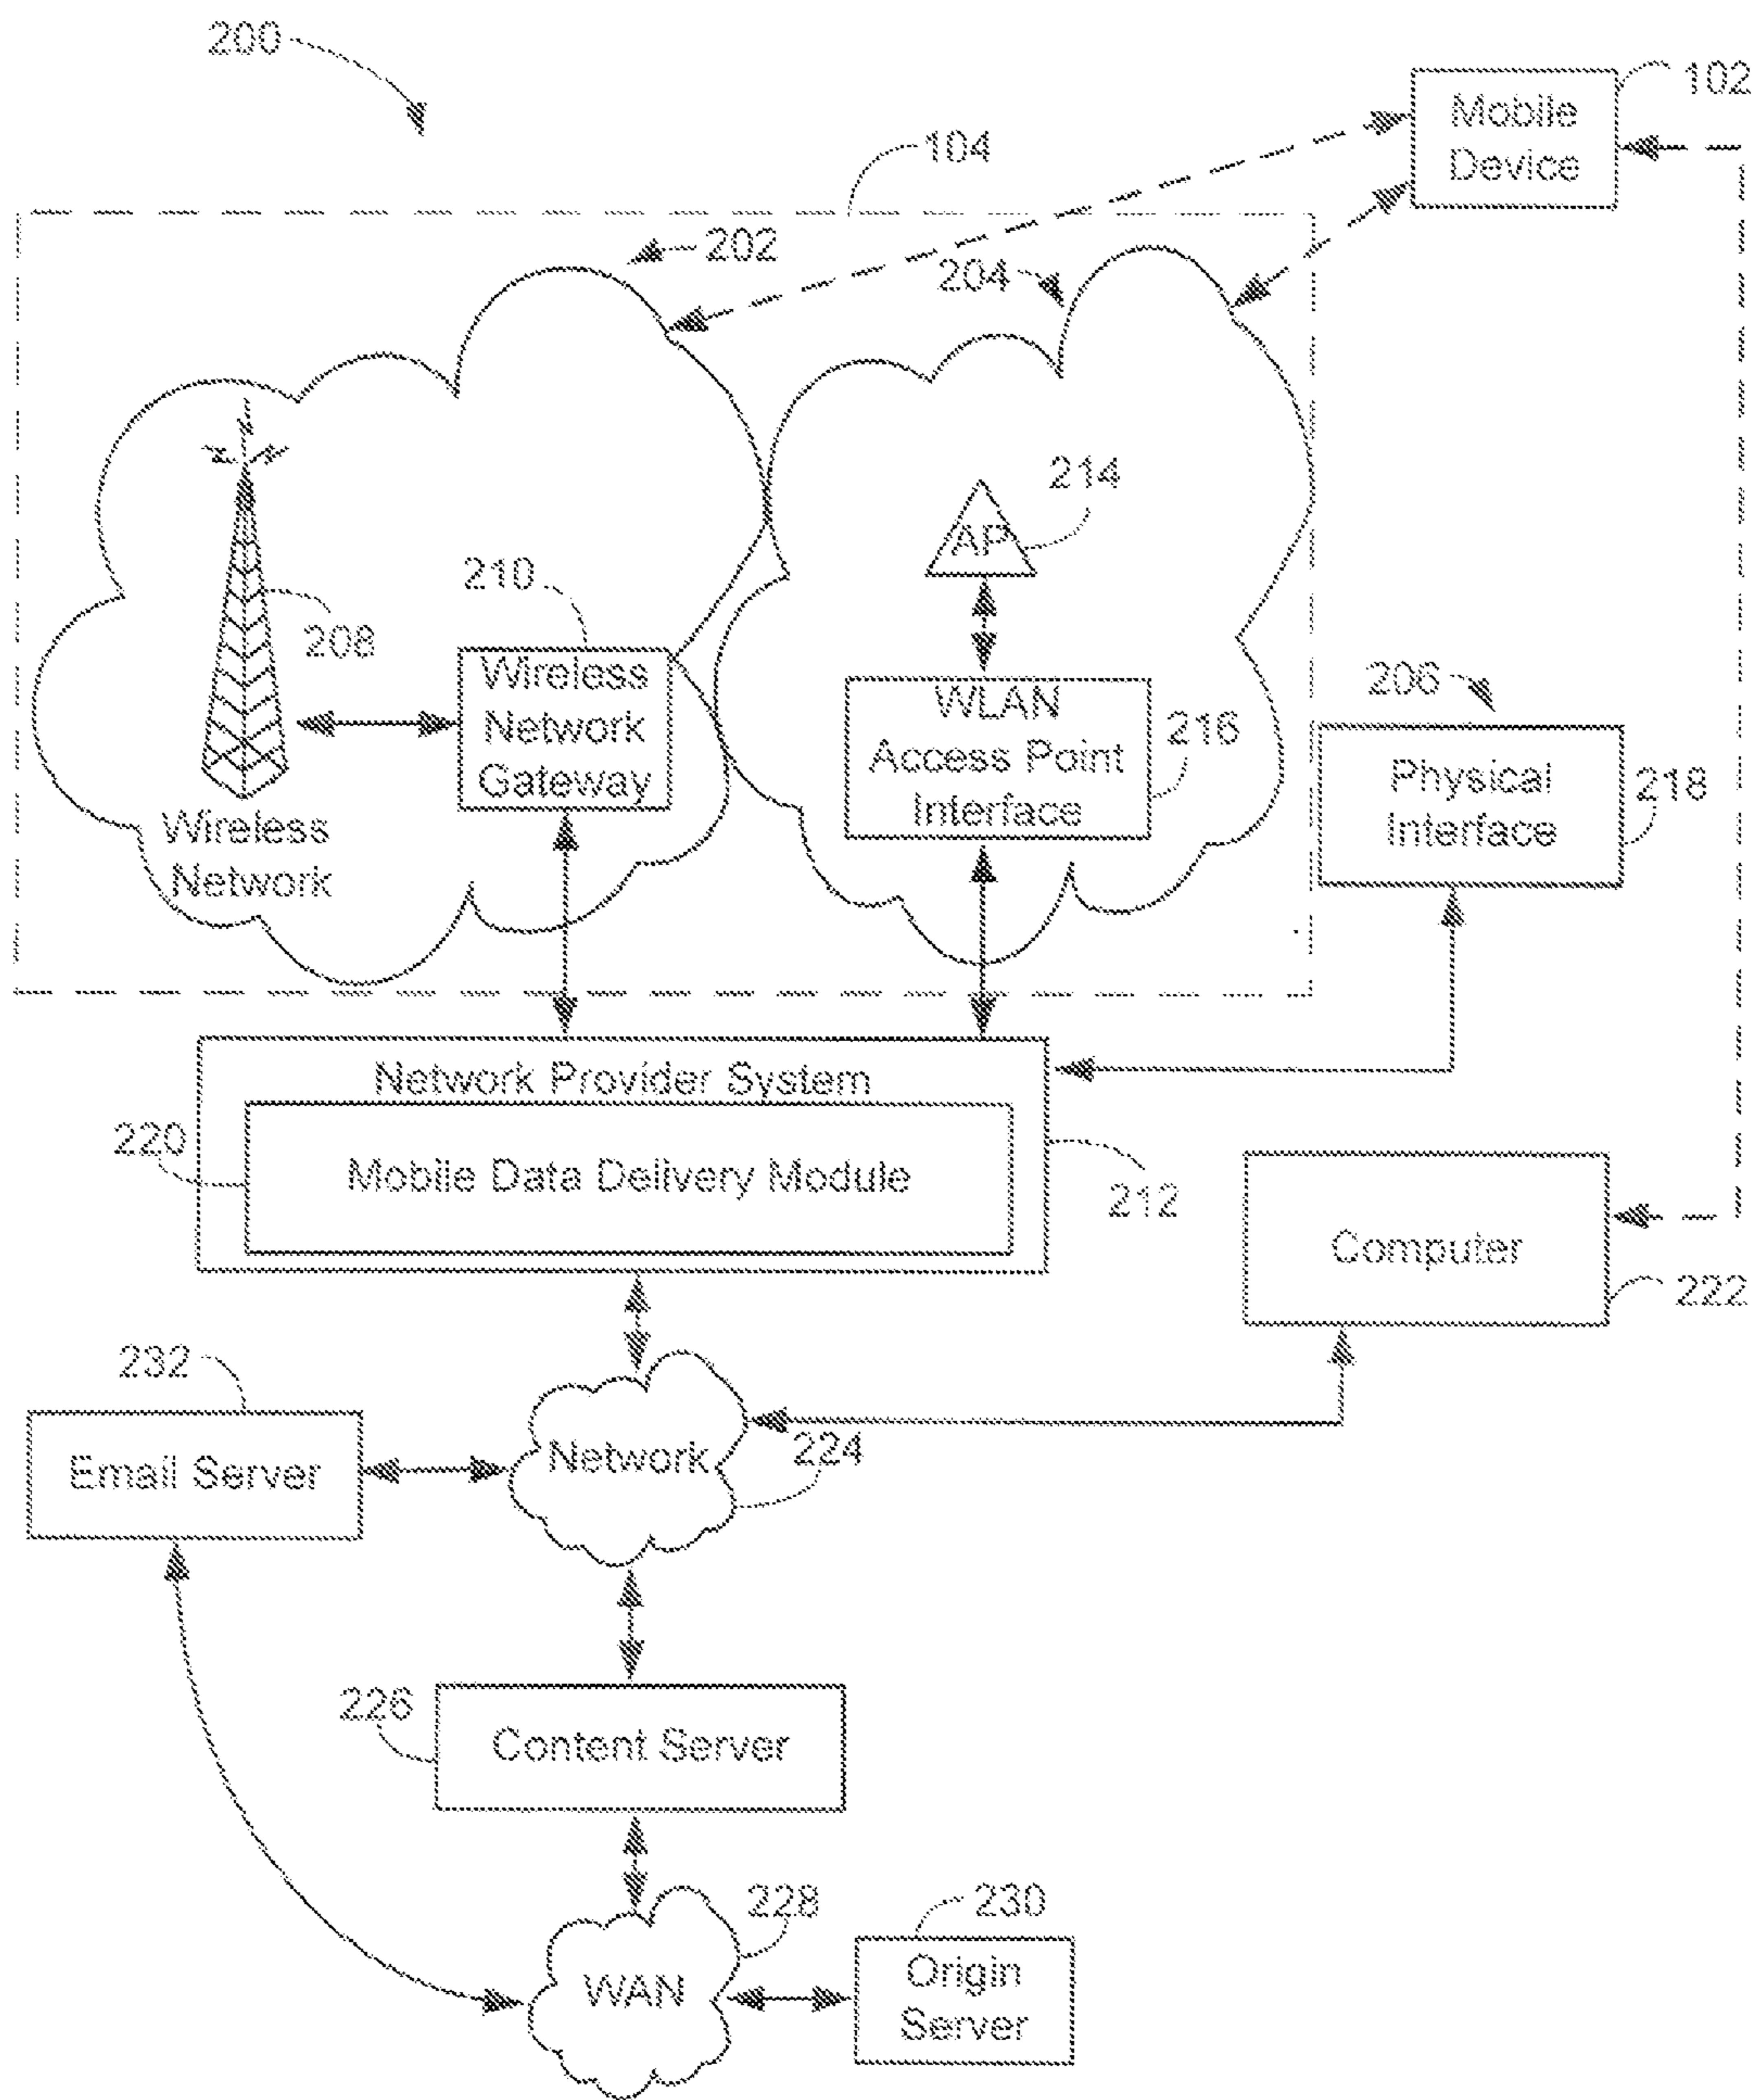 200
102
Mobile
Device
104
202
204
214
AP
210
208
Wireless
Network
Gateway
WLAN
Access Point
Interface
216
206
Physical
Interface
218
Wireless
Network
Network Provider System
220
Mobile Data Delivery Module
212
Computer
222
232
Email Server
Network
224
226
Content Server
228
230
WAN
Origin
Server